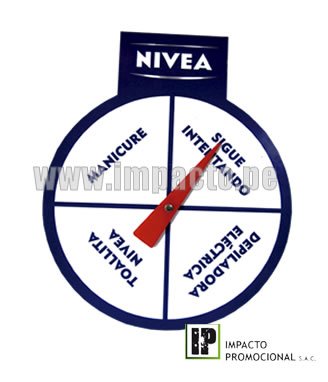 NIVEA
MANICURE
SIGUE
INTENTANDO
www.impacto.pe
TOALLITA
NIVEA
DEPILADORA
ELÉCTRICA
IP
IMPACTO
PROMOCIONAL S.A.C.